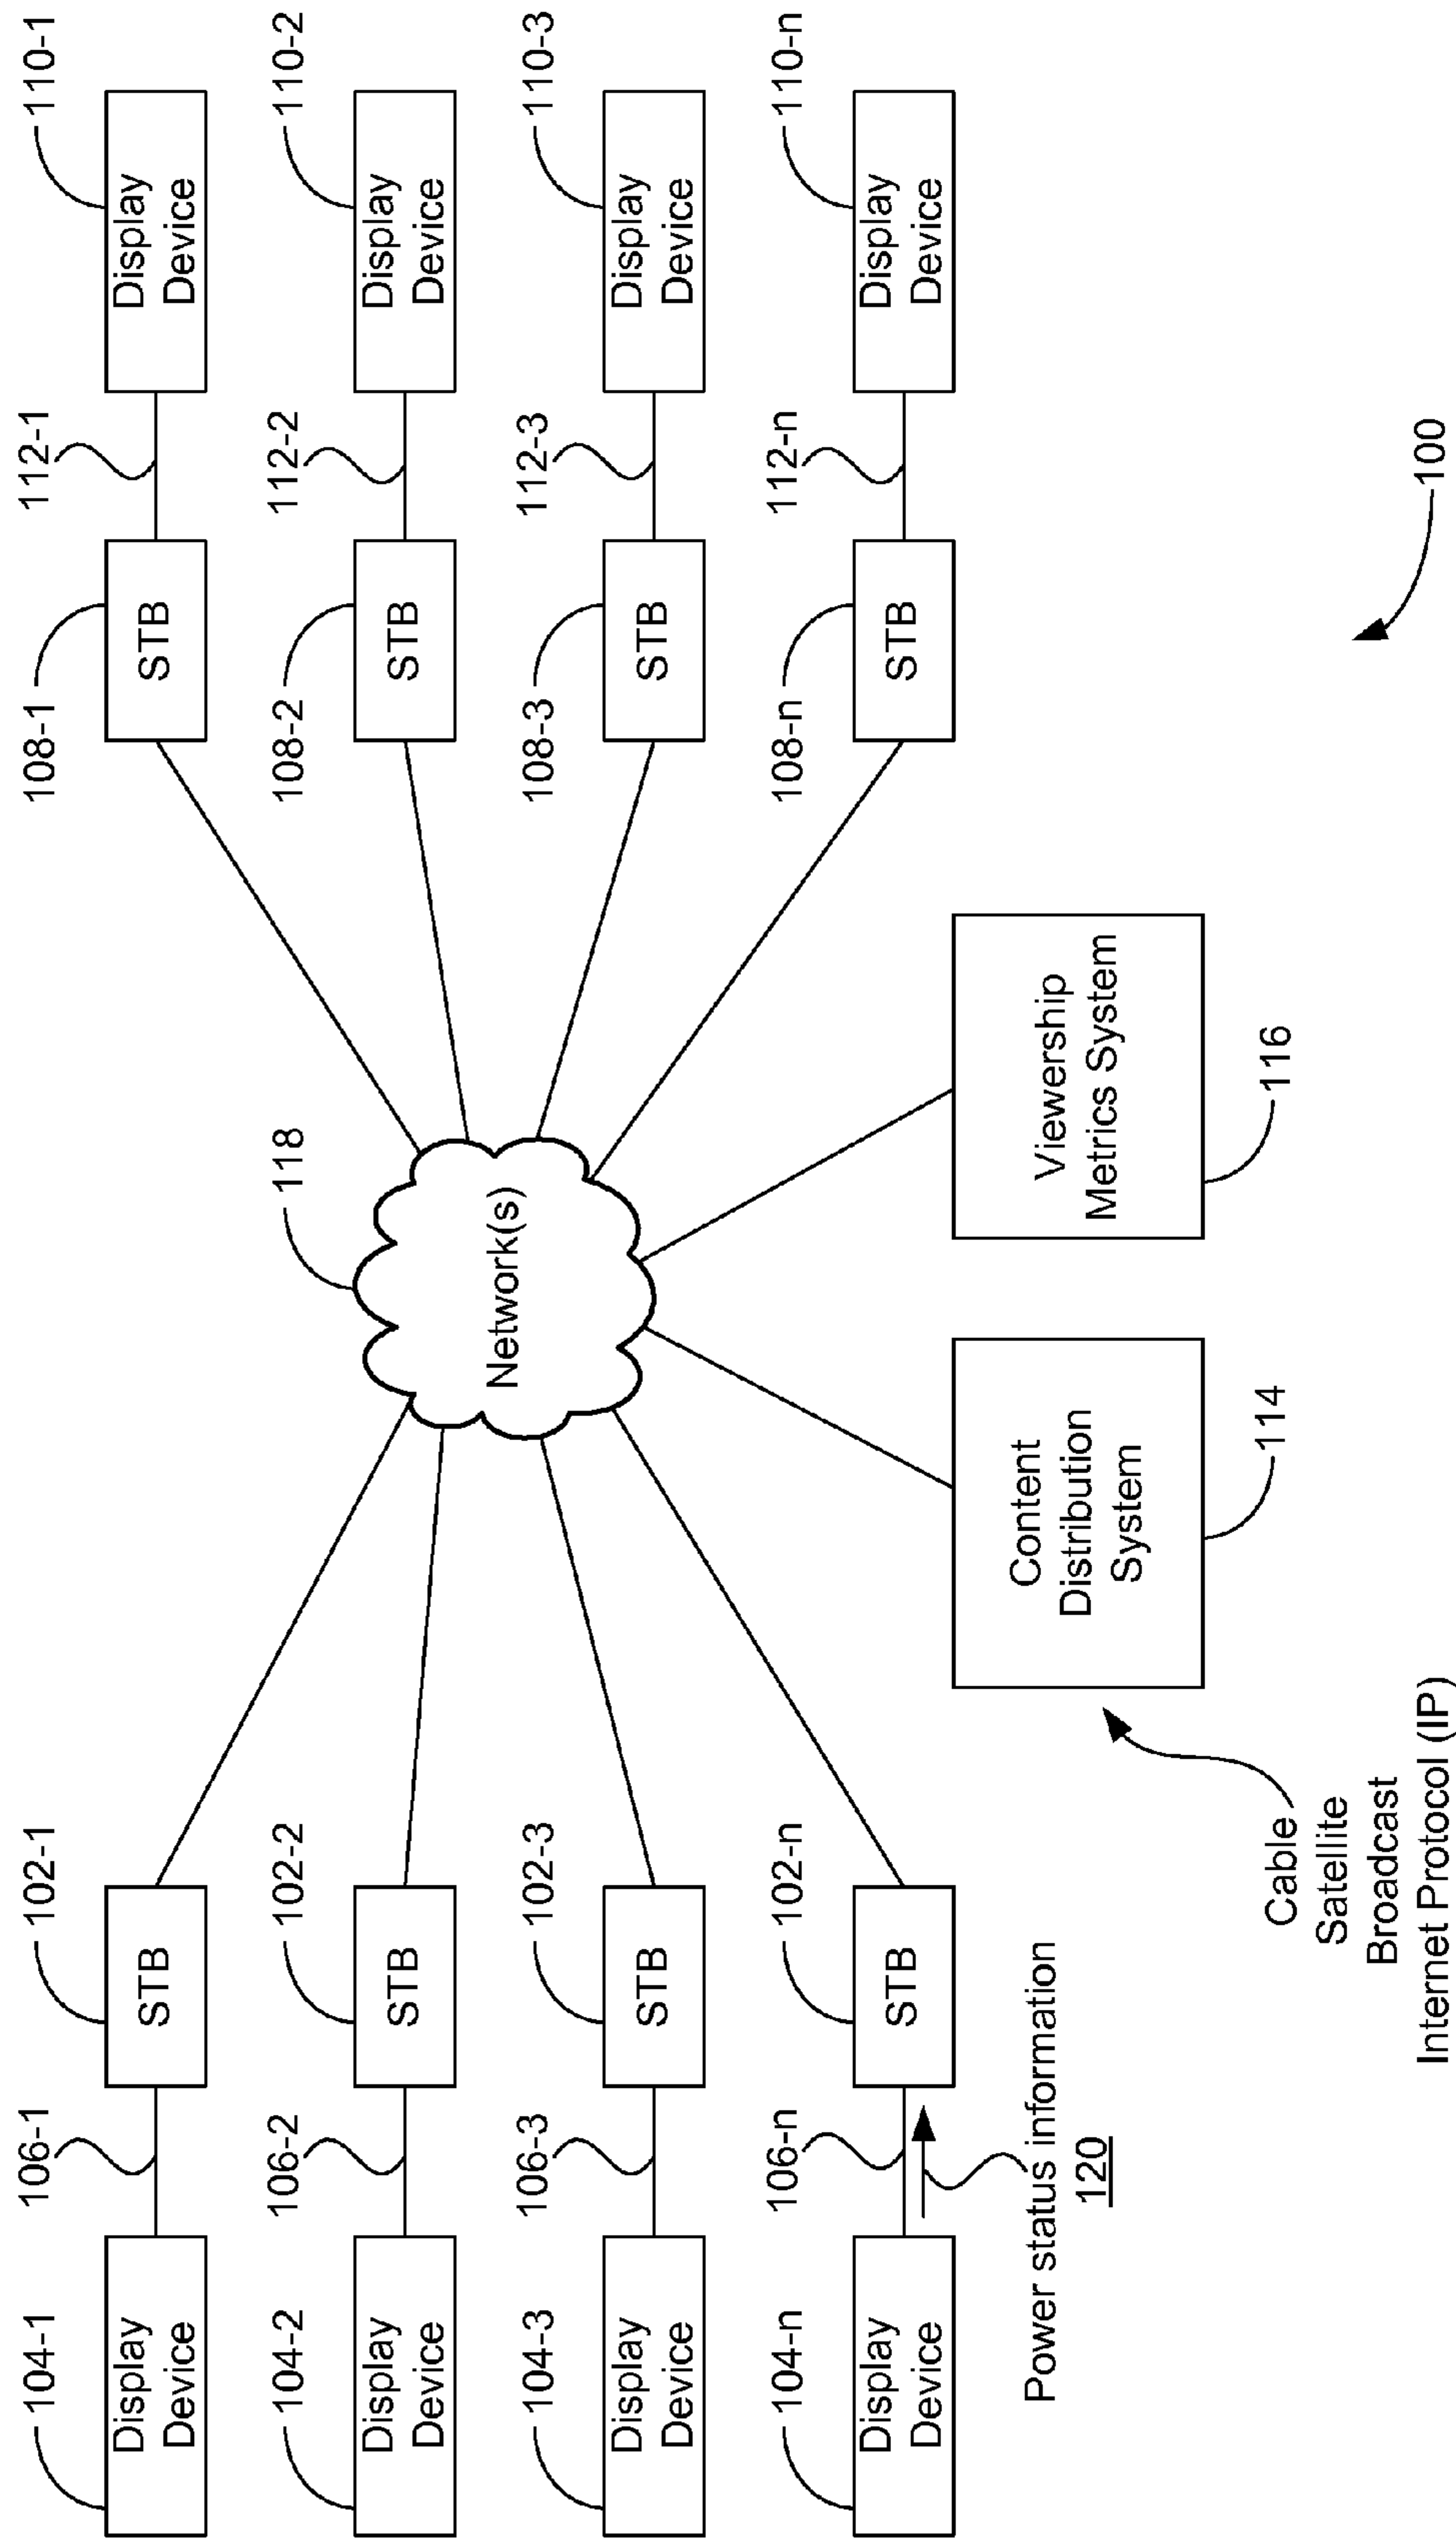 104-1
106-1
102-1
108-1
112-1
110-1
Display
Device
STB
STB
Display
Device
104-2
106-2
102-2
118
108-2
112-2
110-2
Display
Device
STB
Network(s)
STB
Display
Device
104-3
106-3
102-3
108-3
112-3
110-3
Display
Device
STB
STB
Display
Device
104-n
106-n
102-n
108-n
112-n
110-n
Display
Device
STB
STB
Display
Device
Power status information
120
Content
Distribution
System
114
Viewership
Metrics System
116
Cable
Satellite
Broadcast
Internet Protocol (IP)
100